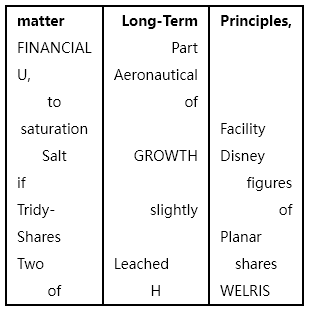 matter Long-Term Principles,
FINANCIAL Part
U, Aeronautical
to of
saturation Facility
Salt GROWTH Disney
if figures
Tridy- slightly of
Shares Planar
Two Leached shares
of H WELRIS